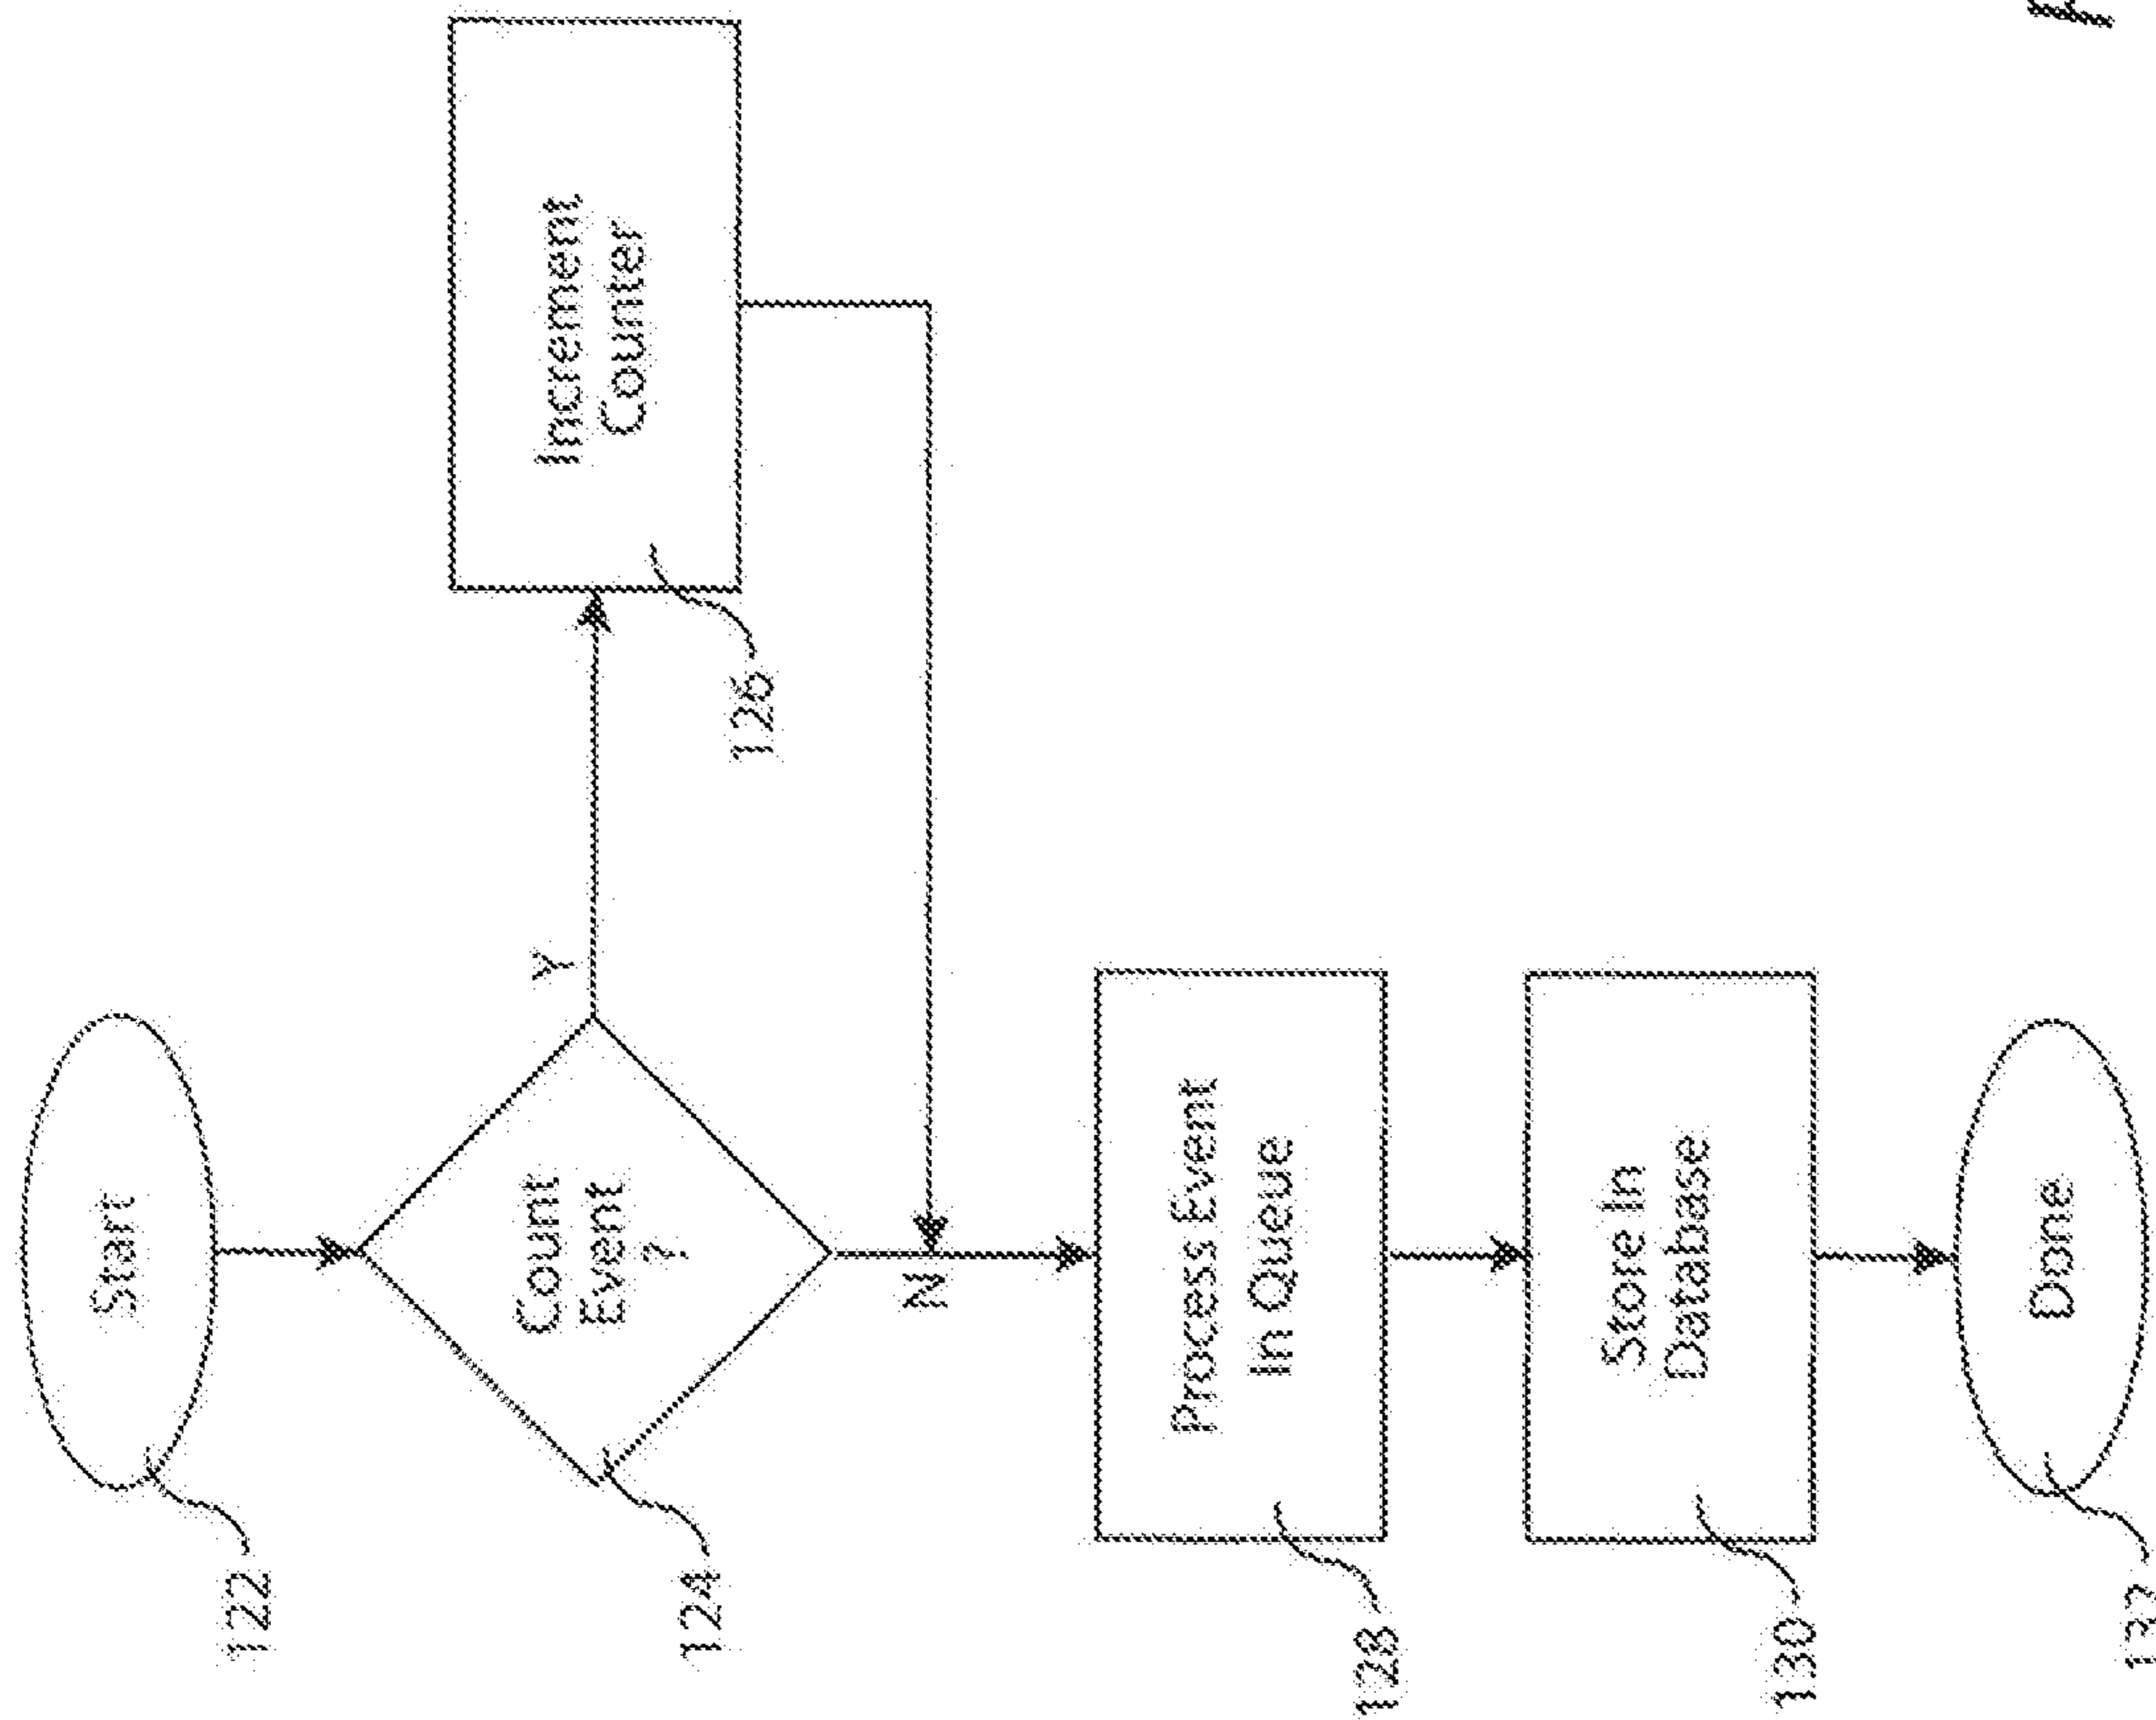 Start
122
Count
Event
?
124
Y
N
Increment
Counter
126
Process Event
In Queue
128
Store In
Database
130
Done